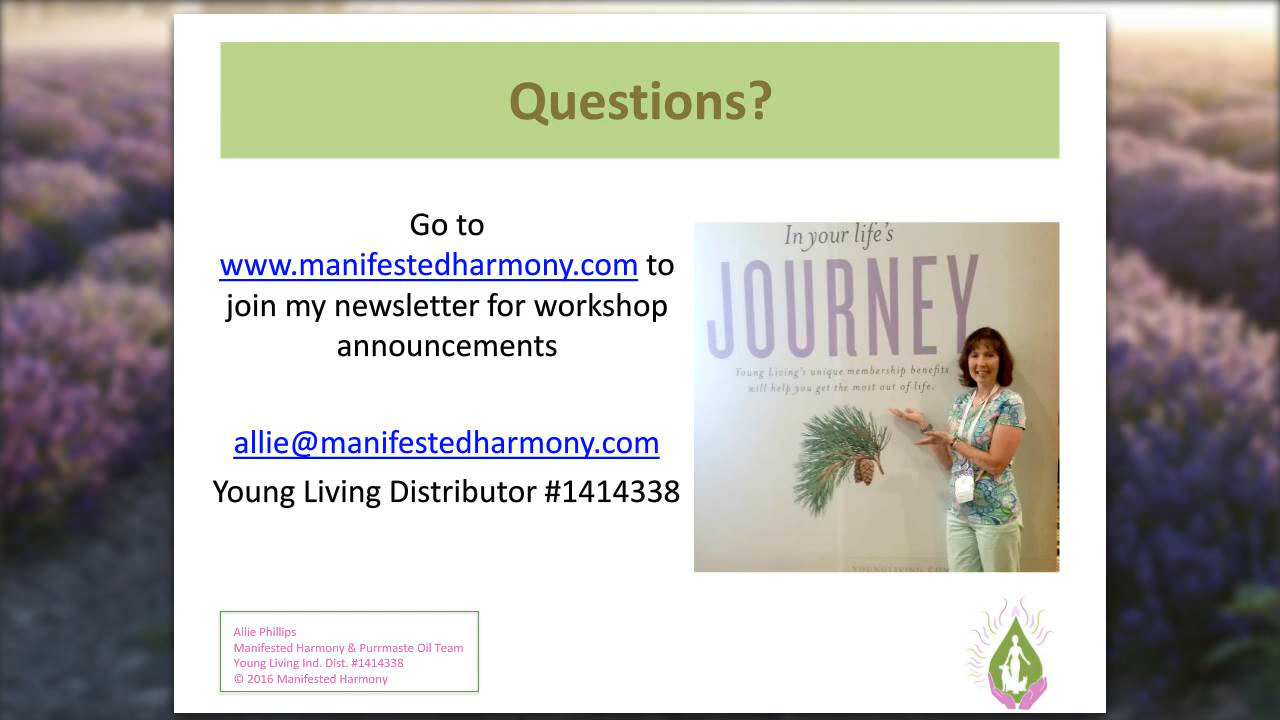 Questions?
Go to
www.manifestedharmony.com to
join my newsletter for workshop
announcements
allie@manifestedharmony.com
Young Living Distributor #1414338
In your life's
JOURNEY
Young Living's unique membership benefits
will help you get the most out of life.
YOUNGLIVING.COM
Allie Phillips
Manifested Harmony & Purrmaste Oil Team
Young Living Ind. Dist. #1414338
© 2016 Manifested Harmony